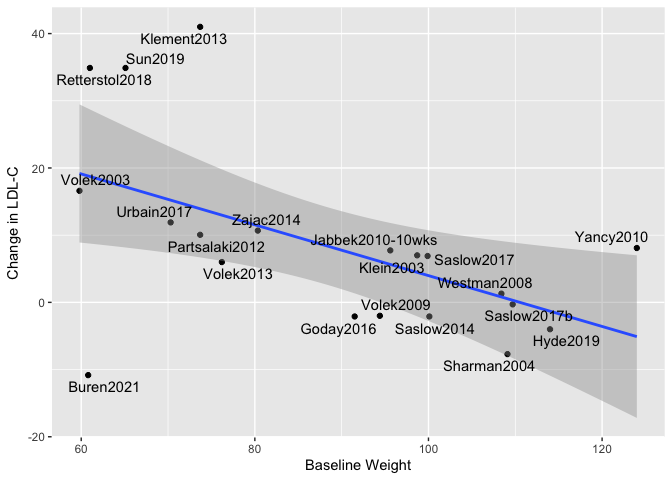 Klement2013
Sun2019
Retterstol2018
Volek2003
Urbain2017
Zajac2014
Yancy2010
Partsalaki2012
Jabbek2010-10wks
Klein2003
Saslow2017
Volek2013
Westman2008
Volek2009
Goday2016
Saslow2014
Saslow2017b
Hyde2019
Sharman2004
Buren2021
40
20
0
-20
Change in LDL-C
60
80
100
120
Baseline Weight